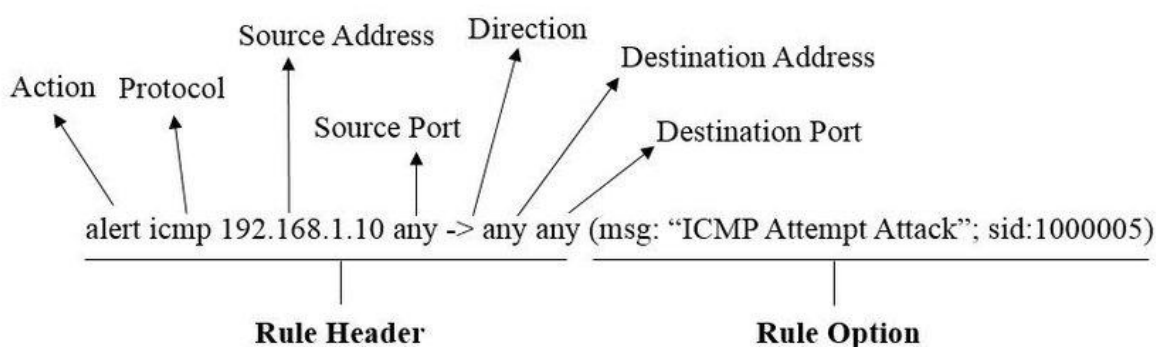 Source Address
Direction
Destination Address
Action
Protocol
Source Port
Destination Port
alert icmp 192.168.1.10 any -> any any (msg: “ICMP Attempt Attack”; sid:1000005)
Rule Header
Rule Option